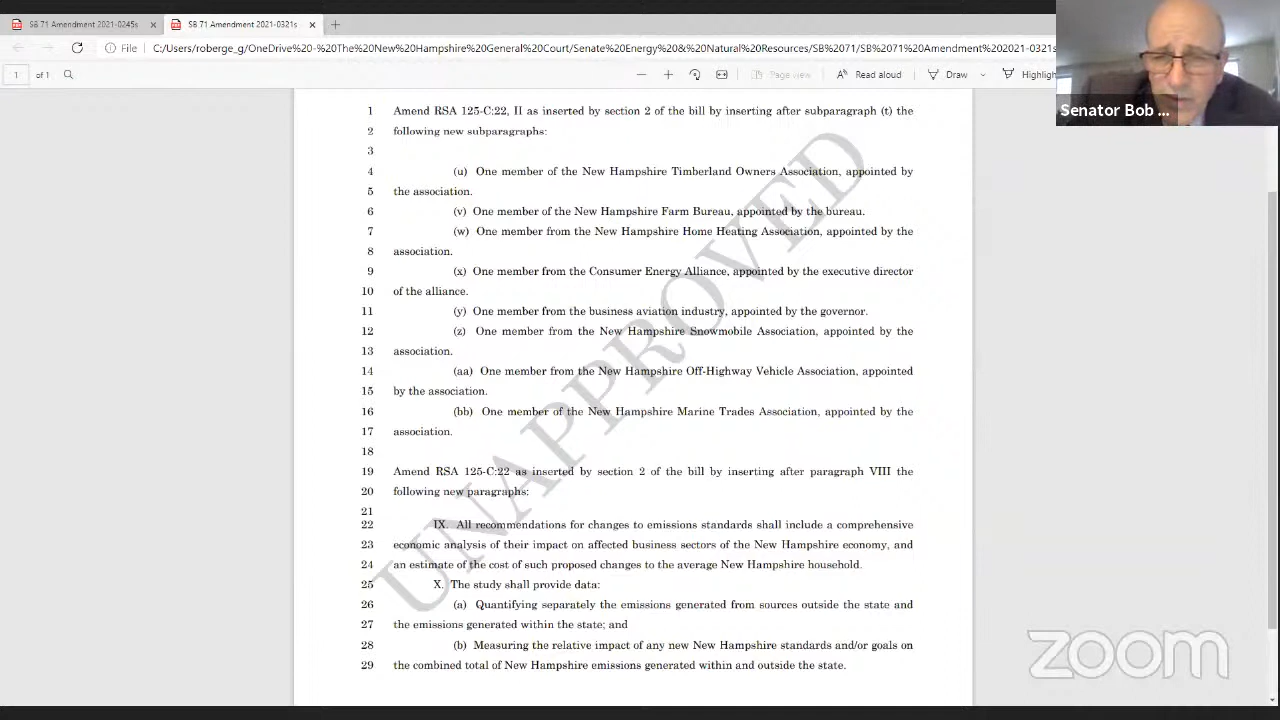 SB 71 Amendment 2021-0245s
SB 71 Amendment 2021-0321s
File C:/Users/roberge_g/OneDrive%20-%20The%20New%20Hampshire%20General%20Court/Senate%20Energy%20&%20Natural%20Resources/SB%2071/SB%2071%20Amendment%202021-0321s
1 of 1 Page view Read aloud Draw Highligh
Senator Bob ...
1 Amend RSA 125-C:22, II as inserted by section 2 of the bill by inserting after subparagraph (t) the
2 following new subparagraphs:
3
4 (u) One member of the New Hampshire Timberland Owners Association, appointed by
5 the association.
6 (v) One member of the New Hampshire Farm Bureau, appointed by the bureau.
7 (w) One member from the New Hampshire Home Heating Association, appointed by the
8 association.
9 (x) One member from the Consumer Energy Alliance, appointed by the executive director
10 of the alliance.
11 (y) One member from the business aviation industry, appointed by the governor.
12 (z) One member from the New Hampshire Snowmobile Association, appointed by the
13 association.
14 (aa) One member from the New Hampshire Off-Highway Vehicle Association, appointed
15 by the association.
16 (bb) One member of the New Hampshire Marine Trades Association, appointed by the
17 association.
18
19 Amend RSA 125-C:22 as inserted by section 2 of the bill by inserting after paragraph VIII the
20 following new paragraphs:
21
22 IX. All recommendations for changes to emissions standards shall include a comprehensive
23 economic analysis of their impact on affected business sectors of the New Hampshire economy, and
24 an estimate of the cost of such proposed changes to the average New Hampshire household.
25 X. The study shall provide data:
26 (a) Quantifying separately the emissions generated from sources outside the state and
27 the emissions generated within the state; and
28 (b) Measuring the relative impact of any new New Hampshire standards and/or goals on
29 the combined total of New Hampshire emissions generated within and outside the state.
UNAPPROVED
zoom